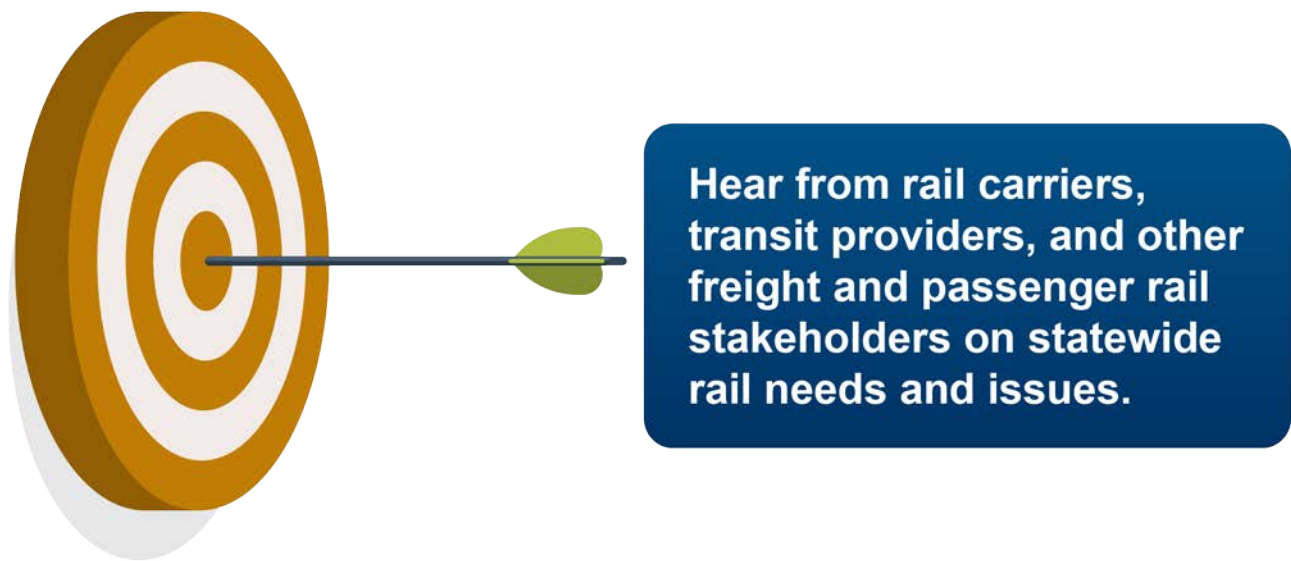 Hear from rail carriers,
transit providers, and other
freight and passenger rail
stakeholders on statewide
rail needs and issues.